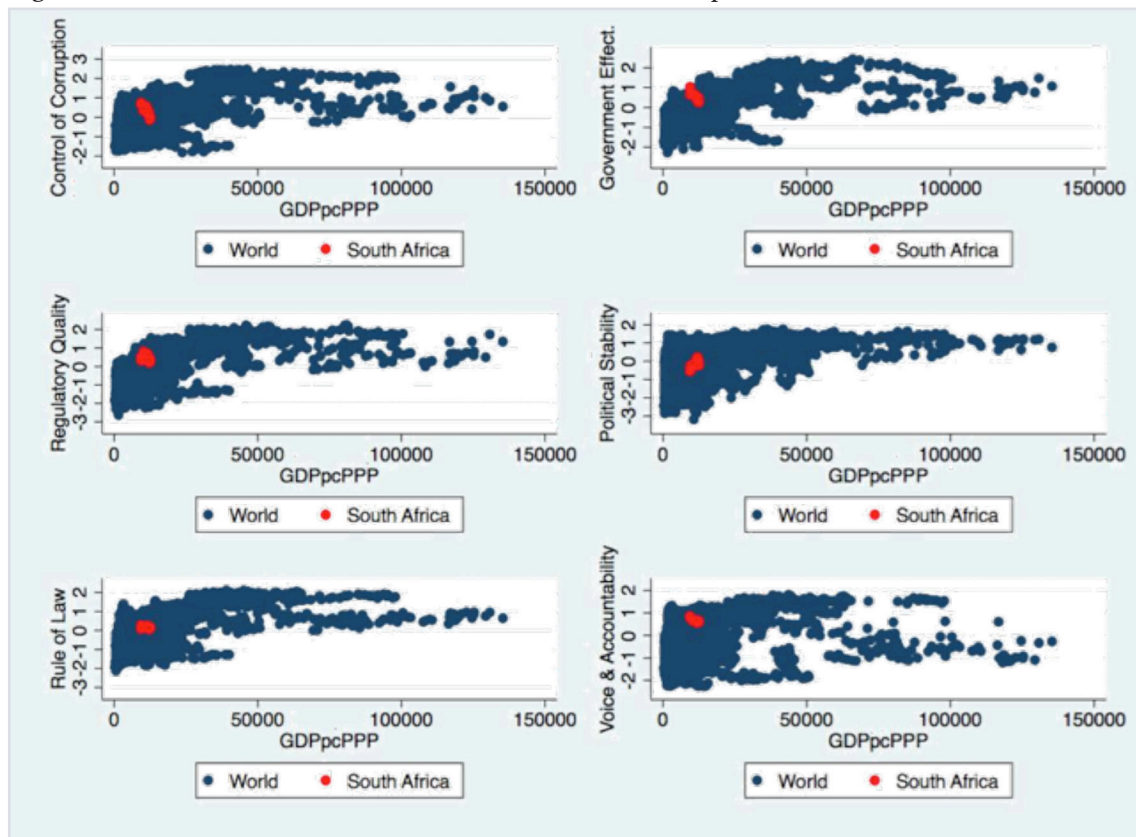 Control of Corruption
-2 -1 0 1 2 3
0 50000 100000 150000
GDPpcPPP
World South Africa
Government Effect.
-2 -1 0 1 2
0 50000 100000 150000
GDPpcPPP
World South Africa
Regulatory Quality
-3 -2 -1 0 1 2
0 50000 100000 150000
GDPpcPPP
World South Africa
Political Stability
-3 -2 -1 0 1 2
0 50000 100000 150000
GDPpcPPP
World South Africa
Rule of Law
-3 -2 -1 0 1 2
0 50000 100000 150000
GDPpcPPP
World South Africa
Voice & Accountability
-2 -1 0 1 2
0 50000 100000 150000
GDPpcPPP
World South Africa